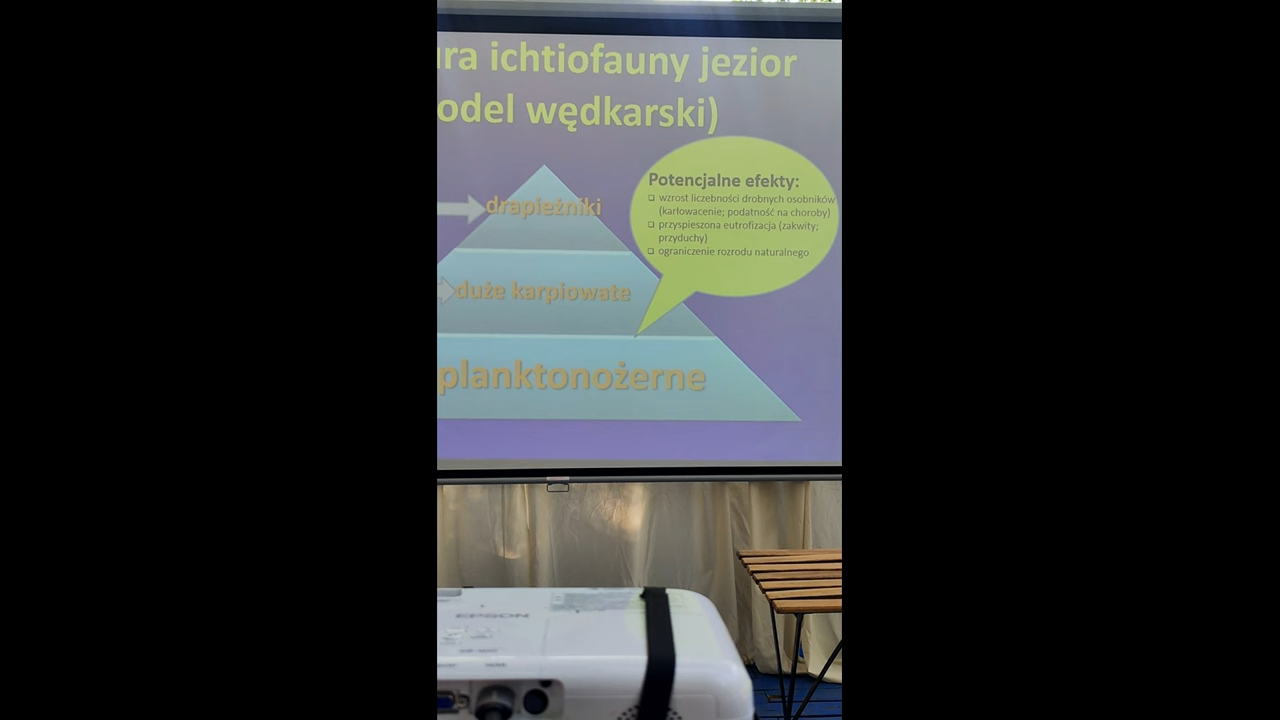 ura ichtiofauny jezior
odel wędkarski)
Potencjalne efekty:
❑ wzrost liczebności drobnych osobników
(karłowacenie; podatność na choroby)
❑ przyspieszona eutrofizacja (zakwity;
przyduchy)
❑ ograniczenie rozrodu naturalnego
drapieżniki
duże karpiowate
planktonożerne
EPSON